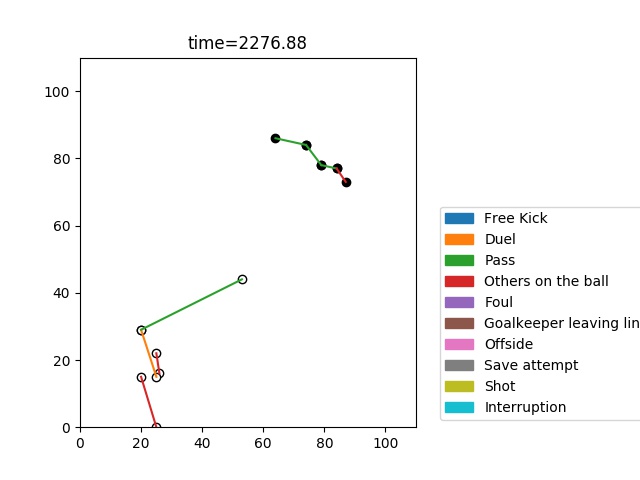 time=2276.88
100
80
60
40
20
0
0 20 40 60 80 100
Free Kick
Duel
Pass
Others on the ball
Foul
Goalkeeper leaving lin
Offside
Save attempt
Shot
Interruption